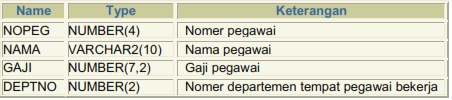 Name Type Keterangan
NOPEG NUMBER(4) Nomer pegawai
NAMA VARCHAR2(10) Nama pegawai
GAJI NUMBER(7,2) Gaji pegawai
DEPTNO NUMBER(2) Nomer departemen tempat pegawai bekerja